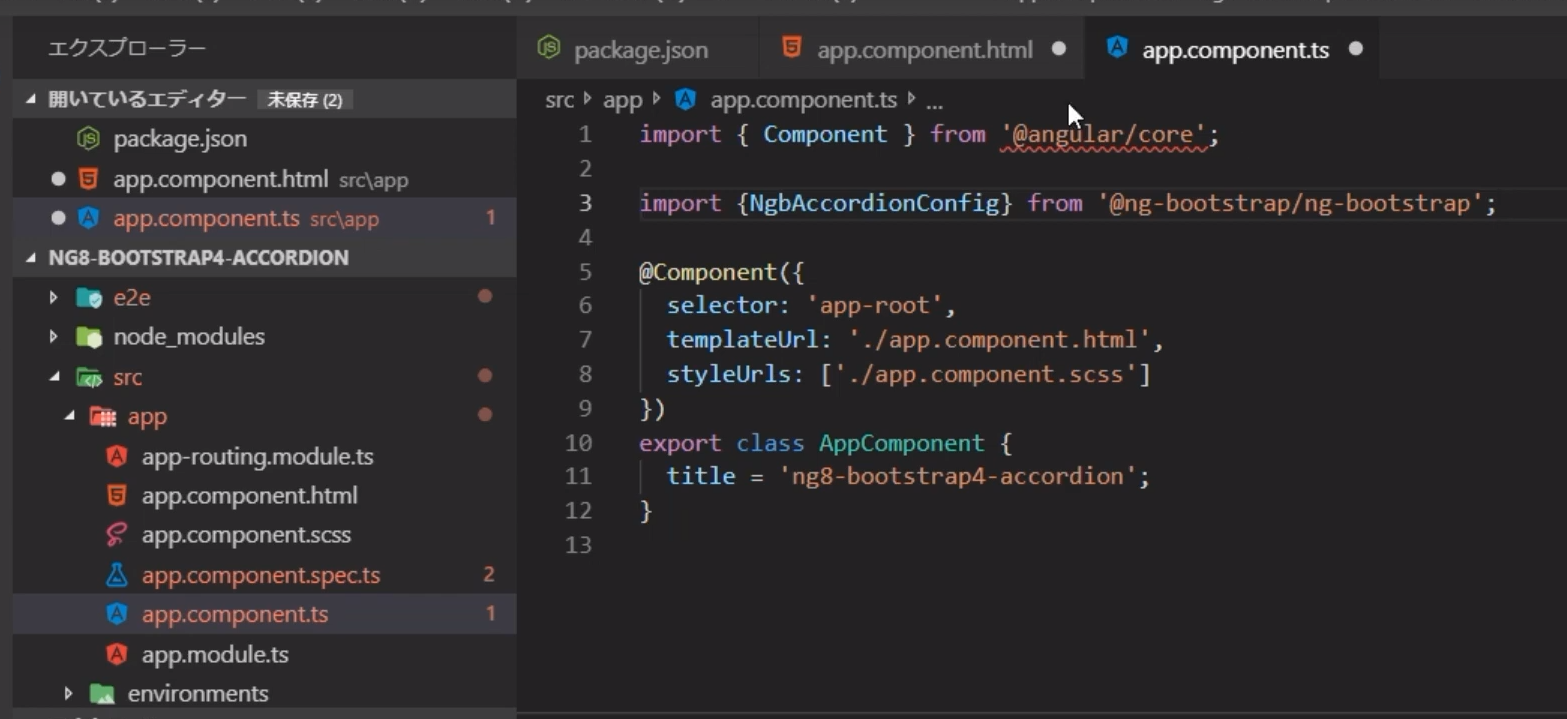 エクスプローラー
開いているエディター 未保存 (2)
package.json
app.component.html src\app
app.component.ts src\app 1
NG8-BOOTSTRAP4-ACCORDION
e2e
node_modules
src
app
app-routing.module.ts
app.component.html
app.component.scss
app.component.spec.ts 2
app.component.ts 1
app.module.ts
environments
package.json app.component.html app.component.ts
src app app.component.ts ...
1 import { Component } from '@angular/core';
2
3 import {NgbAccordionConfig} from '@ng-bootstrap/ng-bootstrap';
4
5 @Component({
6 selector: 'app-root',
7 templateUrl: './app.component.html',
8 styleUrls: ['./app.component.scss']
9 })
10 export class AppComponent {
11 title = 'ng8-bootstrap4-accordion';
12 }
13